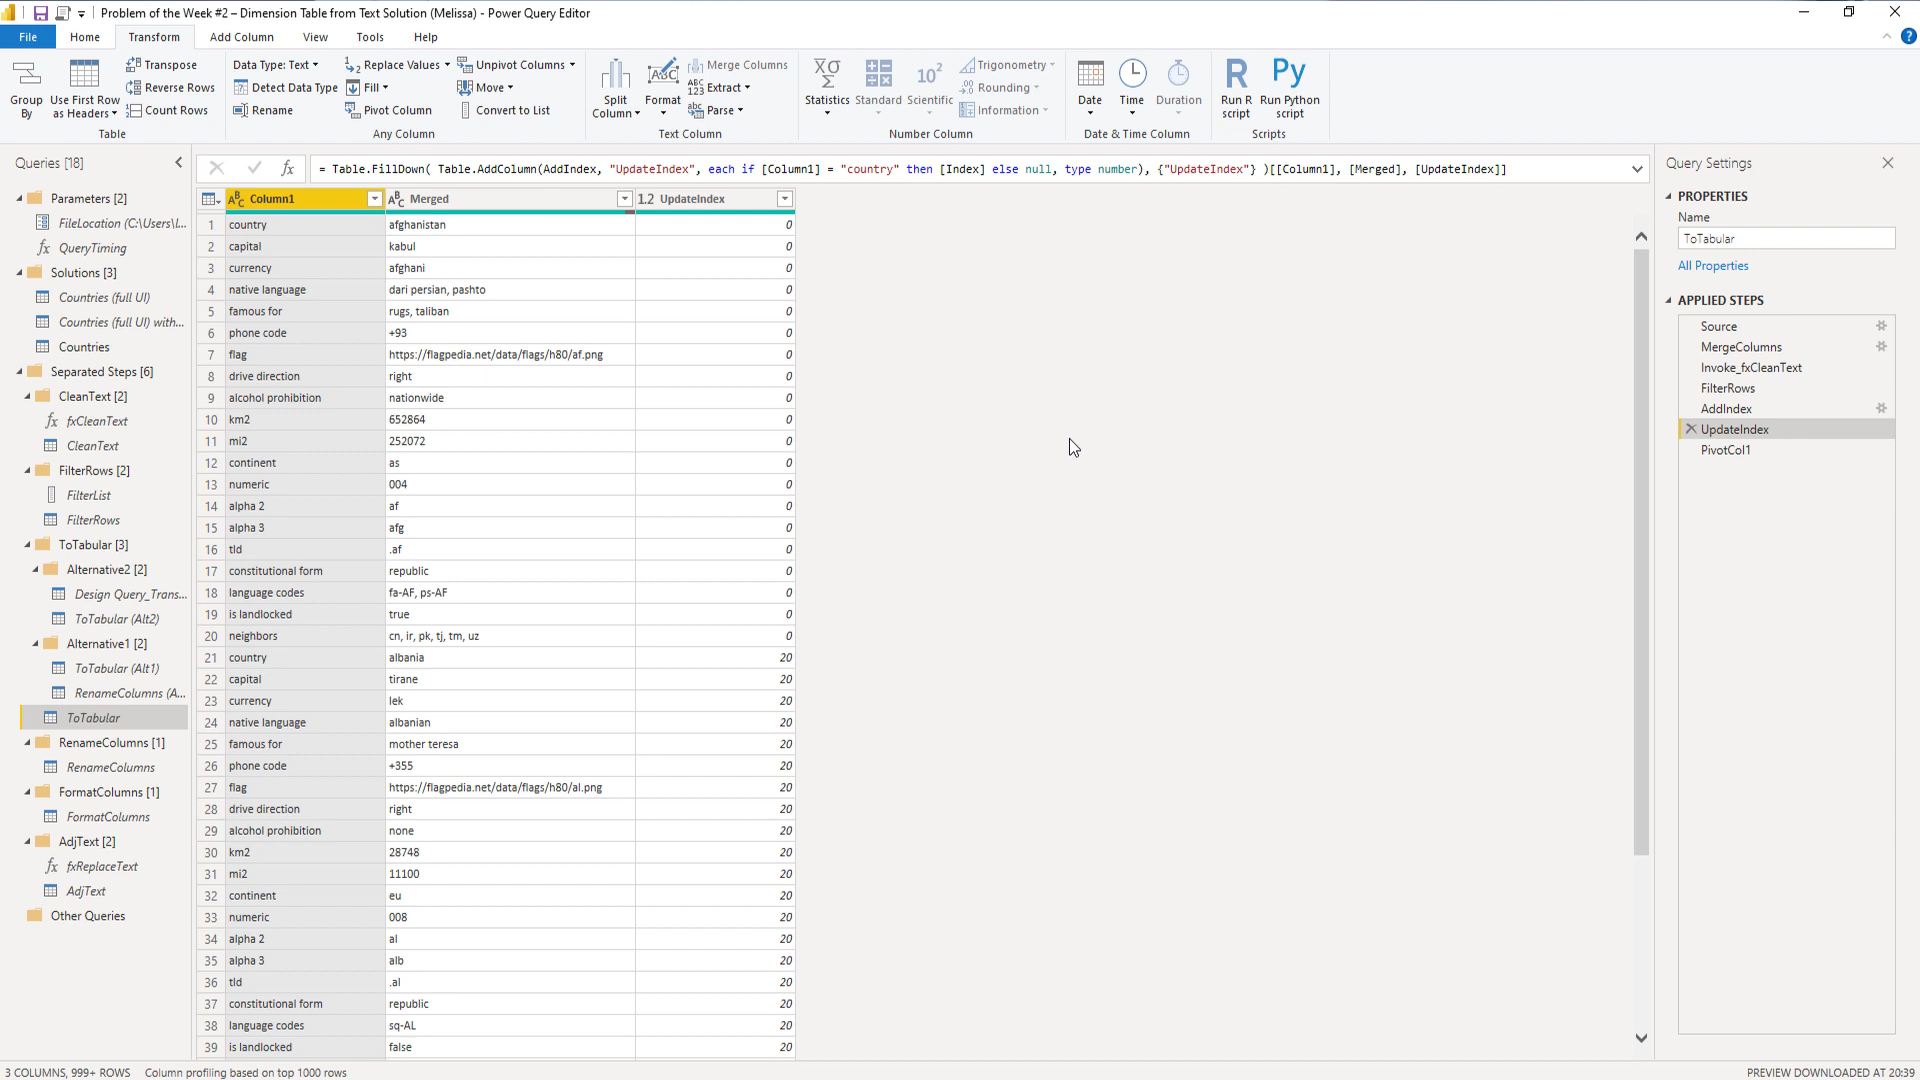 Problem of the Week #2 – Dimension Table from Text Solution (Melissa) - Power Query Editor
File Home Transform Add Column View Tools Help
Group By
Use First Row as Headers
Transpose
Reverse Rows
Count Rows
Table
Data Type: Text
Detect Data Type
Rename
Replace Values
Fill
Pivot Column
Unpivot Columns
Move
Convert to List
Any Column
Split Column
Format
ABC
Merge Columns
Extract
Parse
Text Column
Statistics
Standard
Scientific
Trigonometry
Rounding
Information
Number Column
Date
Time
Duration
Date & Time Column
Run R script
Run Python script
Scripts
Queries [18]
Parameters [2]
FileLocation (C:\Users\l...
QueryTiming
Solutions [3]
Countries (full UI)
Countries (full UI) with...
Countries
Separated Steps [6]
CleanText [2]
fxCleanText
CleanText
FilterRows [2]
FilterList
FilterRows
ToTabular [3]
Alternative2 [2]
Design Query_Trans...
ToTabular (Alt2)
Alternative1 [2]
ToTabular (Alt1)
RenameColumns (A...
ToTabular
RenameColumns [1]
RenameColumns
FormatColumns [1]
FormatColumns
AdjText [2]
fxReplaceText
AdjText
Other Queries
= Table.FillDown( Table.AddColumn(AddIndex, "UpdateIndex", each if [Column1] = "country" then [Index] else null, type number), {"UpdateIndex"} )[[Column1], [Merged], [UpdateIndex]]
Column1 Merged 1.2 UpdateIndex
1 country afghanistan 0
2 capital kabul 0
3 currency afghani 0
4 native language dari persian, pashto 0
5 famous for rugs, taliban 0
6 phone code +93 0
7 flag https://flagpedia.net/data/flags/h80/af.png 0
8 drive direction right 0
9 alcohol prohibition nationwide 0
10 km2 652864 0
11 mi2 252072 0
12 continent as 0
13 numeric 004 0
14 alpha 2 af 0
15 alpha 3 afg 0
16 tld .af 0
17 constitutional form republic 0
18 language codes fa-AF, ps-AF 0
19 is landlocked true 0
20 neighbors cn, ir, pk, tj, tm, uz 0
21 country albania 20
22 capital tirane 20
23 currency lek 20
24 native language albanian 20
25 famous for mother teresa 20
26 phone code +355 20
27 flag https://flagpedia.net/data/flags/h80/al.png 20
28 drive direction right 20
29 alcohol prohibition none 20
30 km2 28748 20
31 mi2 11100 20
32 continent eu 20
33 numeric 008 20
34 alpha 2 al 20
35 alpha 3 alb 20
36 tld .al 20
37 constitutional form republic 20
38 language codes sq-AL 20
39 is landlocked false 20
Query Settings
PROPERTIES
Name
ToTabular
All Properties
APPLIED STEPS
Source
MergeColumns
Invoke_fxCleanText
FilterRows
AddIndex
UpdateIndex
PivotCol1
3 COLUMNS, 999+ ROWS Column profiling based on top 1000 rows
PREVIEW DOWNLOADED AT 20:39